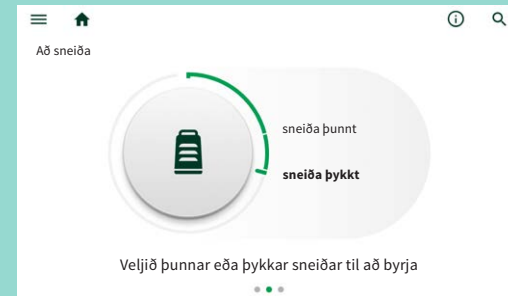 Að sneiða
sneiða þunnt
sneiða þykkt
Veljið þunnar eða þykkar sneiðar til að byrja